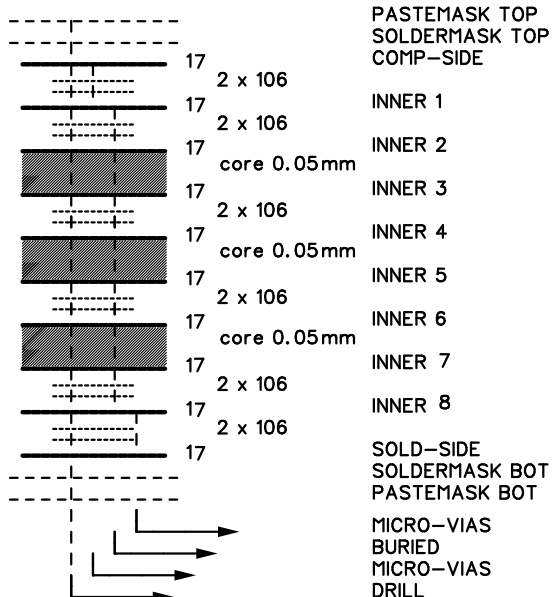 PASTEMASK TOP
SOLDERMASK TOP
17 COMP-SIDE
2 x 106
17 INNER 1
2 x 106
17 INNER 2
core 0.05mm
17 INNER 3
2 x 106
17 INNER 4
core 0.05mm
17 INNER 5
2 x 106
17 INNER 6
core 0.05mm
17 INNER 7
2 x 106
17 INNER 8
2 x 106
17 SOLD-SIDE
SOLDERMASK BOT
PASTEMASK BOT
MICRO-VIAS
BURIED
MICRO-VIAS
DRILL